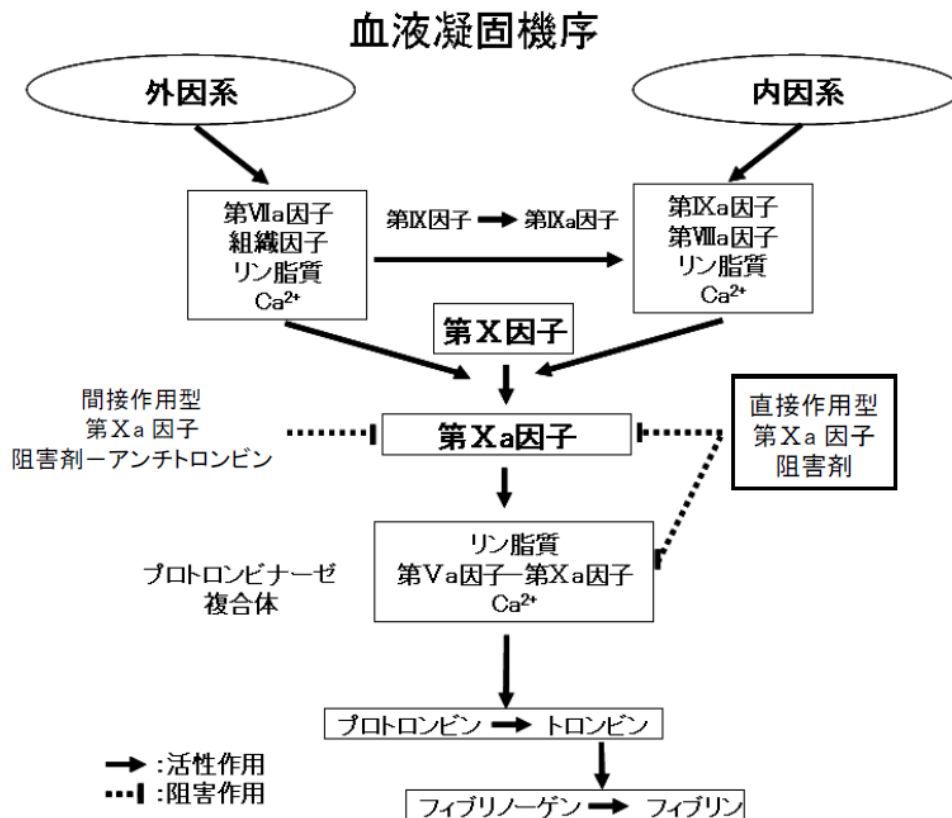 血液凝固機序
外因系
内因系
第Ⅶa因子
組織因子
リン脂質
Ca²⁺
第Ⅸ因子 → 第Ⅸa因子
第Ⅸa因子
第Ⅷa因子
リン脂質
Ca²⁺
第Ⅹ因子
間接作用型
第Ⅹa 因子
阻害剤ーアンチトロンビン
第Ⅹa因子
直接作用型
第Ⅹa 因子
阻害剤
プロトロンビナーゼ
複合体
リン脂質
第Ⅴa因子ー第Ⅹa因子
Ca²⁺
プロトロンビン → トロンビン
:活性作用
:阻害作用
フィブリノーゲン → フィブリン